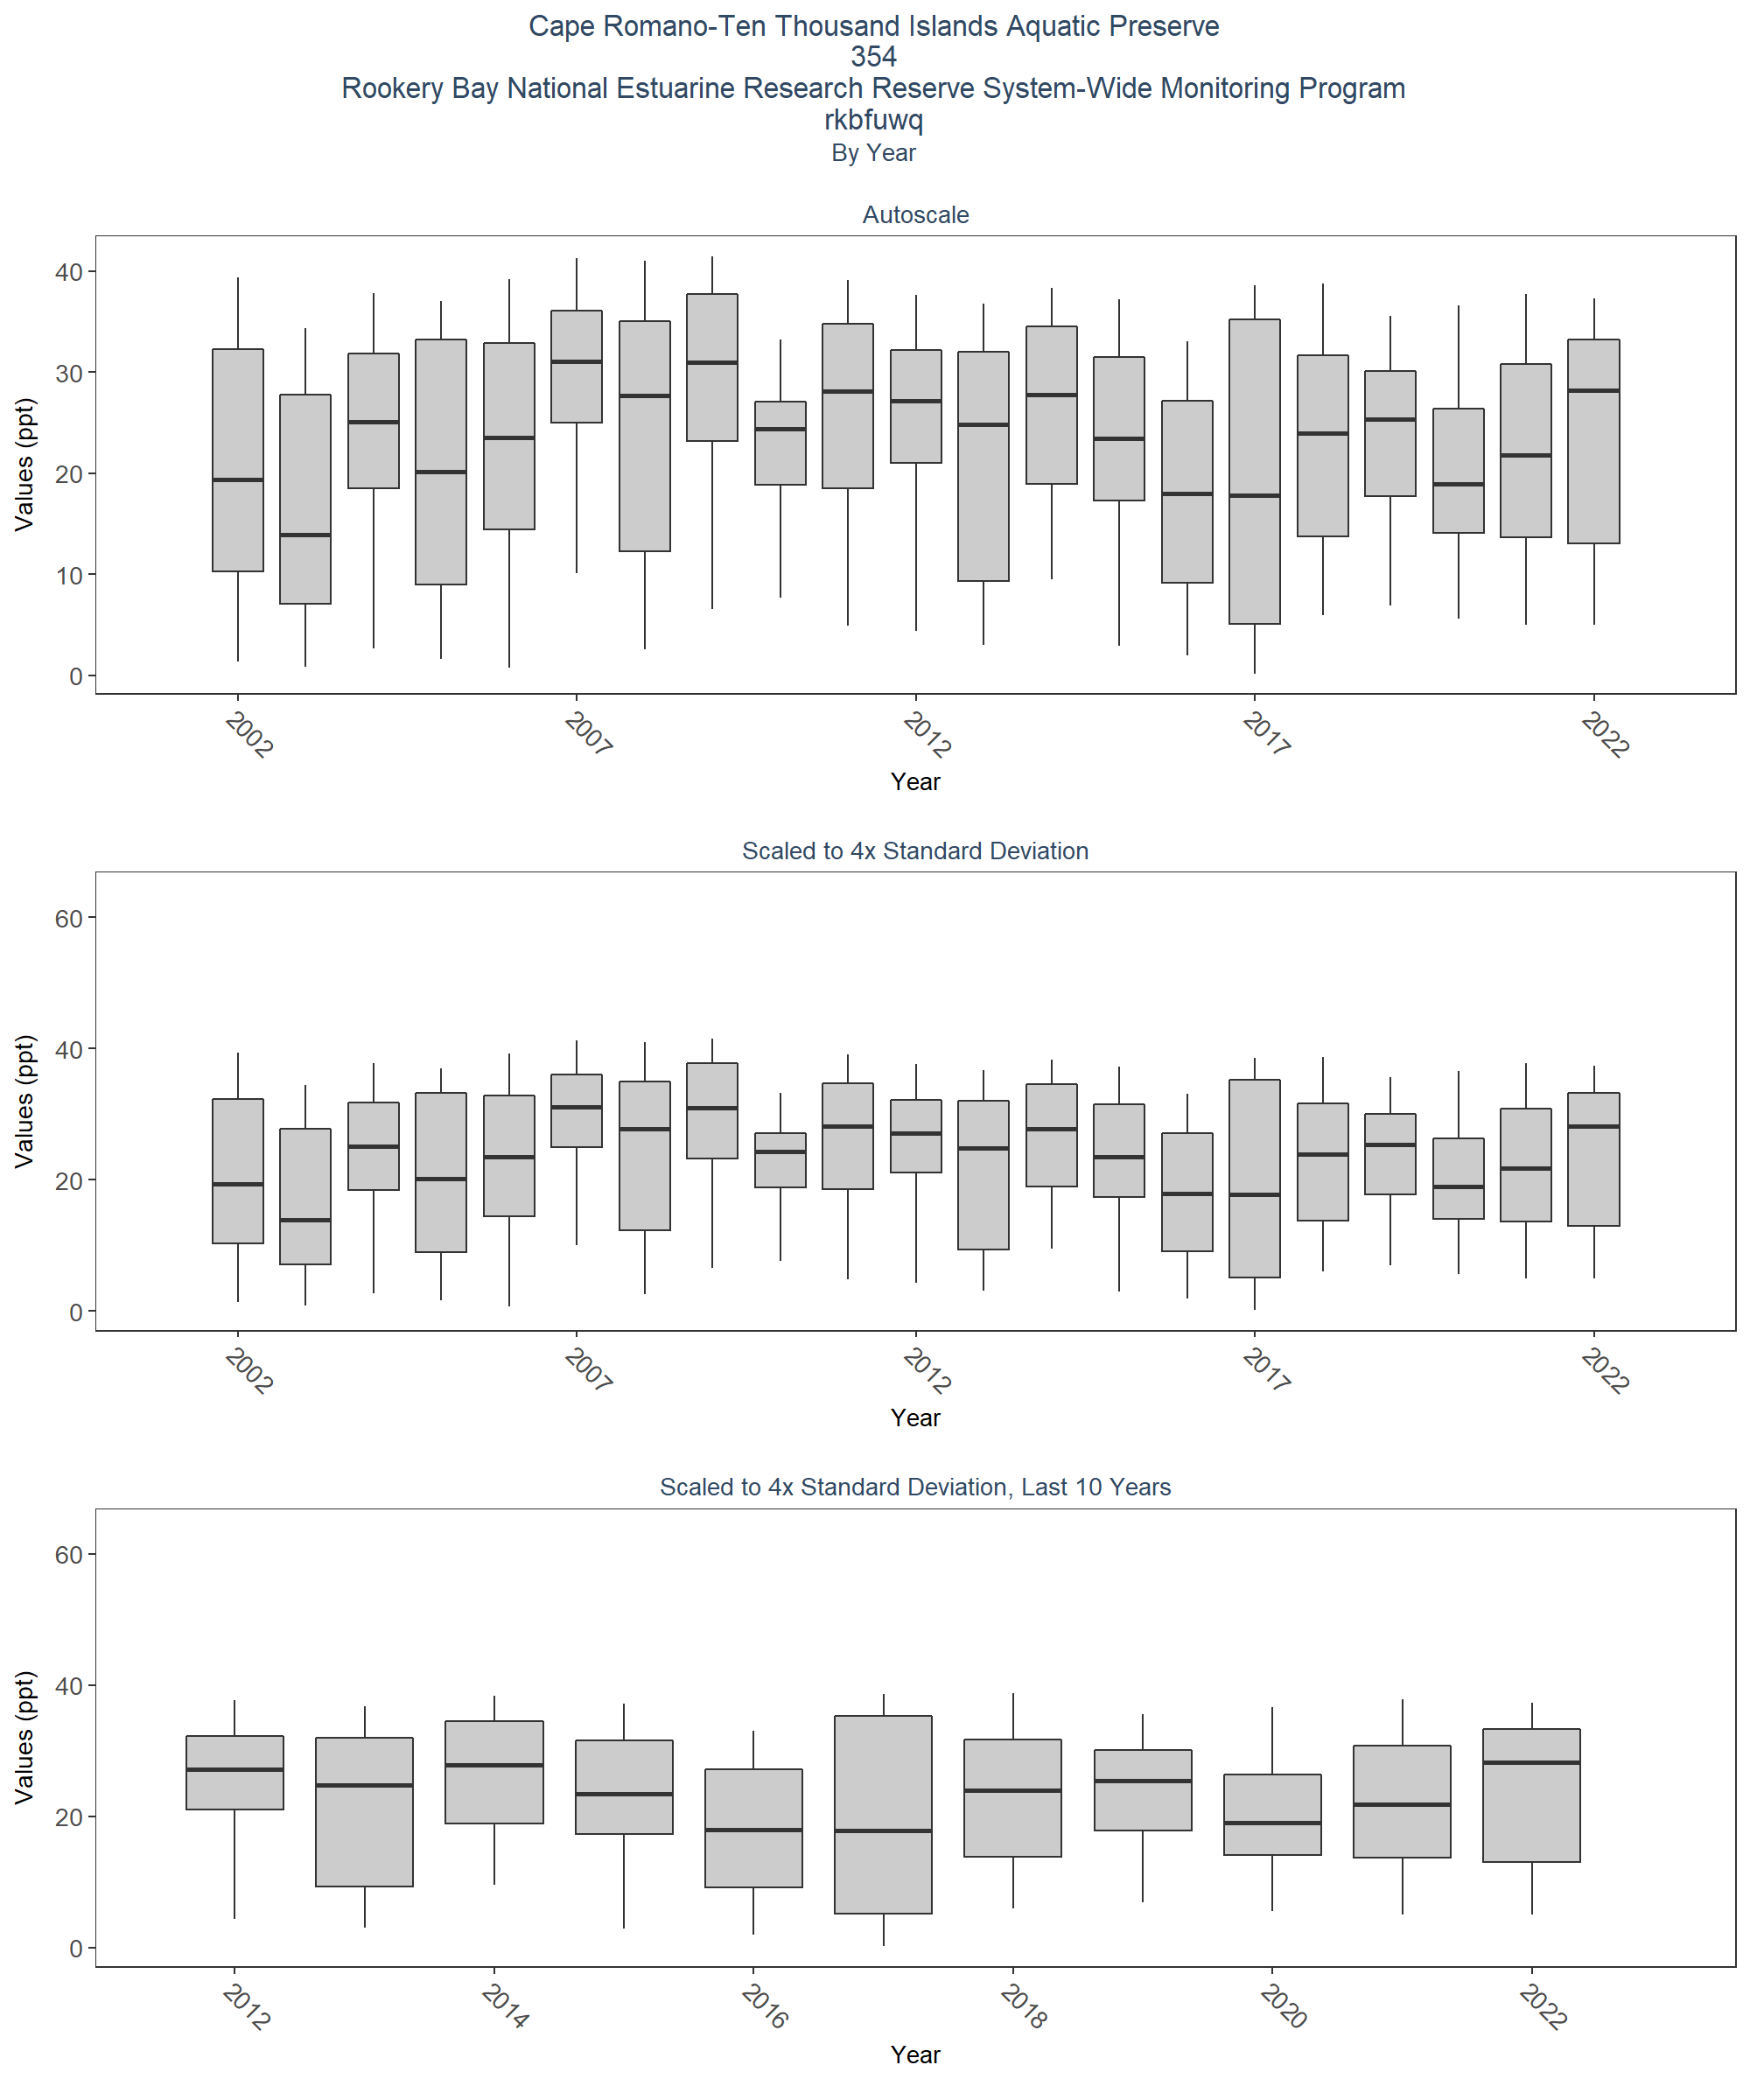 Cape Romano-Ten Thousand Islands Aquatic Preserve
354
Rookery Bay National Estuarine Research Reserve System-Wide Monitoring Program
rkbfuwq
By Year
Autoscale
Values (ppt)
40
30
20
10
0
2002
2007
2012
2017
2022
Year
Scaled to 4x Standard Deviation
Values (ppt)
60
40
20
0
2002
2007
2012
2017
2022
Year
Scaled to 4x Standard Deviation, Last 10 Years
Values (ppt)
60
40
20
0
2012
2014
2016
2018
2020
2022
Year